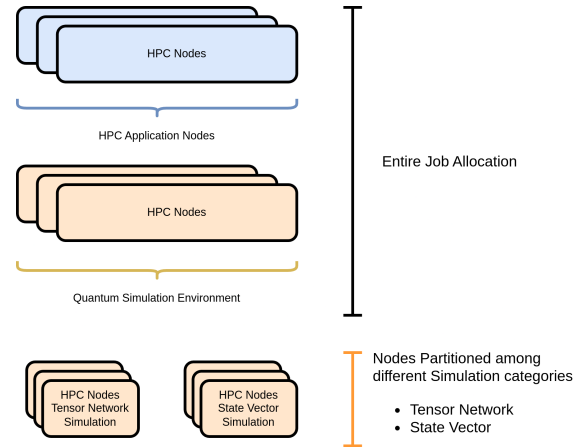 HPC Nodes
HPC Application Nodes
Entire Job Allocation
HPC Nodes
Quantum Simulation Environment
HPC Nodes
Tensor Network
Simulation
HPC Nodes
State Vector
Simulation
Nodes Partitioned among
different Simulation categories
• Tensor Network
• State Vector